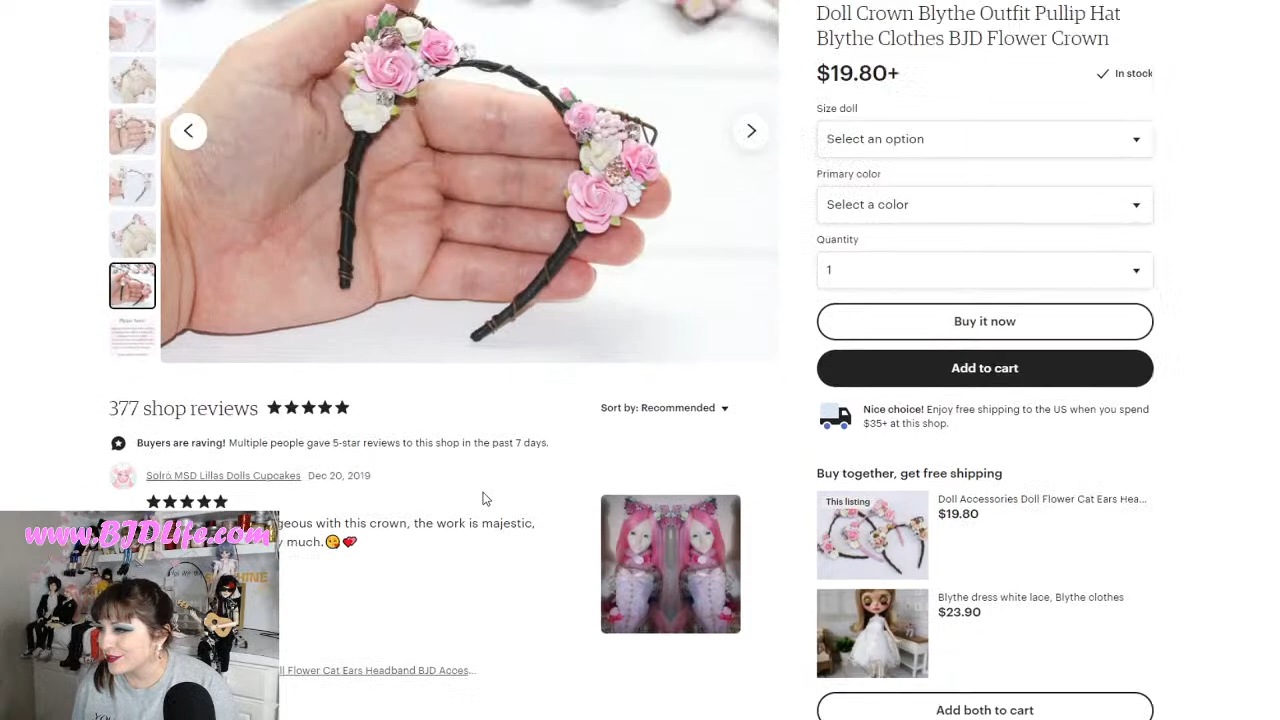 Doll Crown Blythe Outfit Pullip Hat
Blythe Clothes BJD Flower Crown
$19.80+
In stock
Size doll
Select an option
Primary color
Select a color
Quantity
1
Buy it now
Add to cart
Nice choice! Enjoy free shipping to the US when you spend
$35+ at this shop.
377 shop reviews
Sort by: Recommended
Buyers are raving! Multiple people gave 5-star reviews to this shop in the past 7 days.
Solrò MSD Lillas Dolls Cupcakes Dec 20, 2019
geous with this crown, the work is majestic,
y much.😘💝
ll Flower Cat Ears Headband BJD Acces...
Buy together, get free shipping
This listing
Doll Accessories Doll Flower Cat Ears Hea...
$19.80
Blythe dress white lace, Blythe clothes
$23.90
Add both to cart
www.BJDLife.com